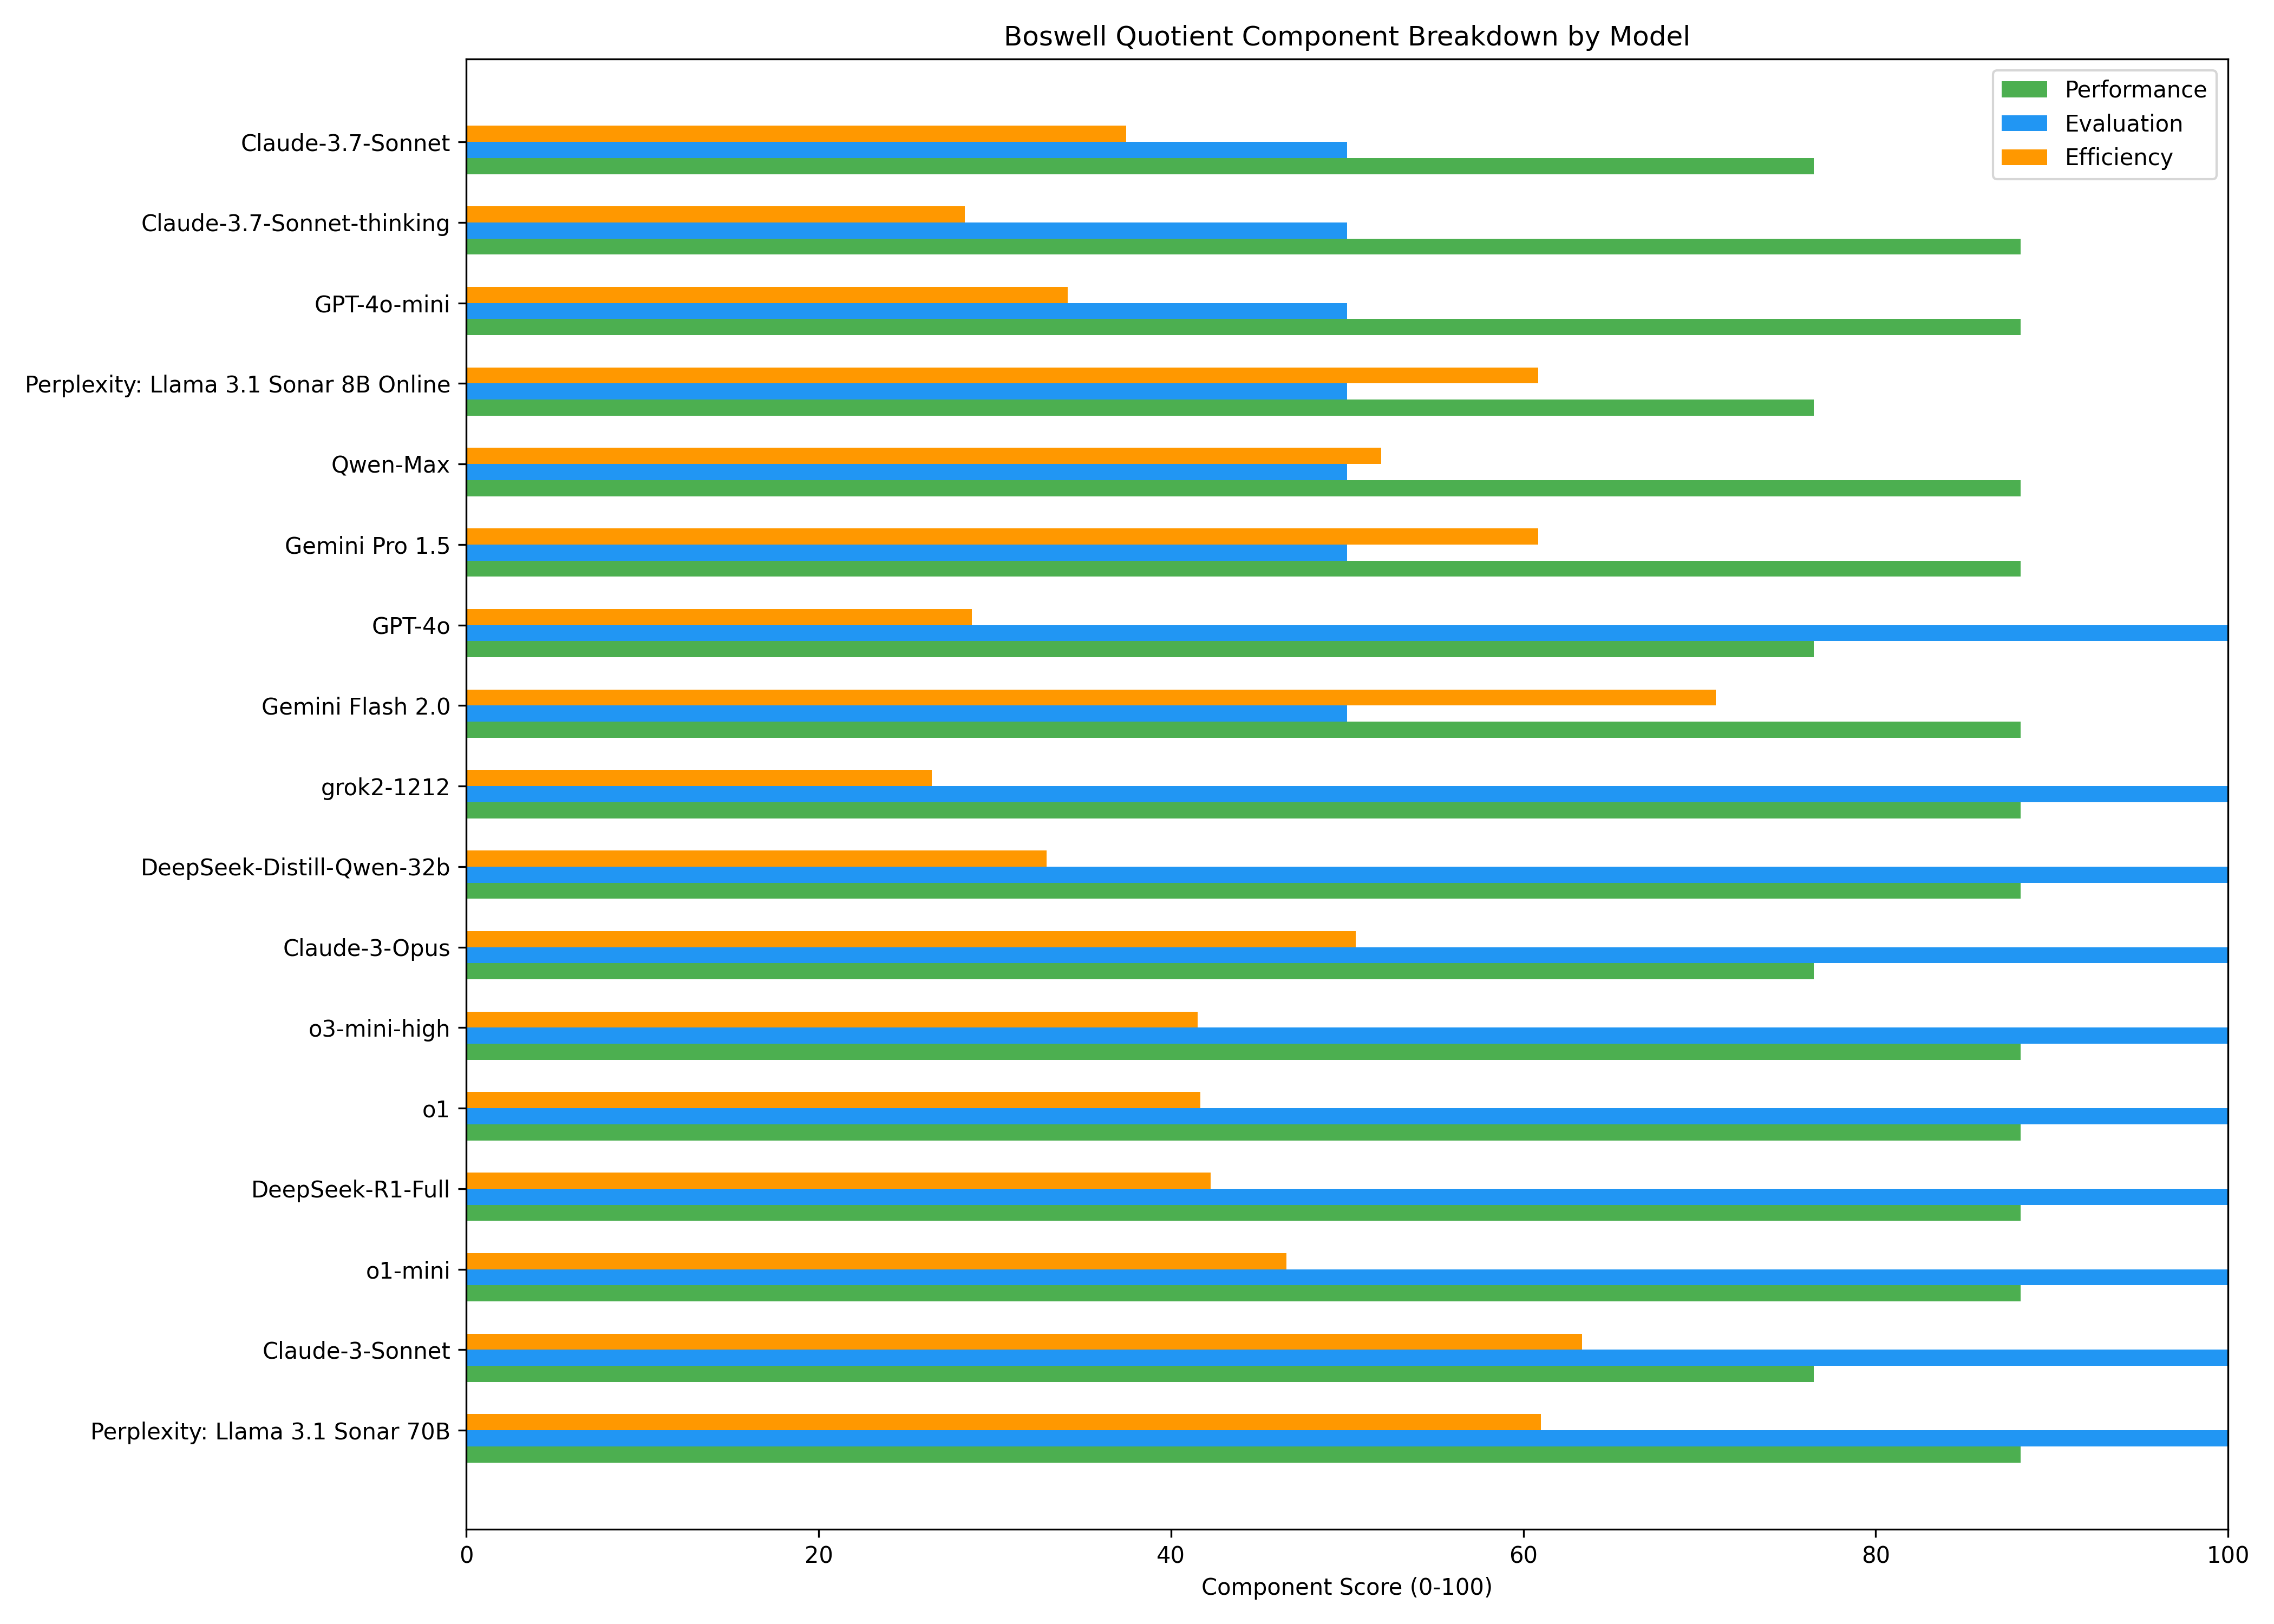 Boswell Quotient Component Breakdown by Model
Performance
Evaluation
Efficiency
Claude-3.7-Sonnet
Claude-3.7-Sonnet-thinking
GPT-4o-mini
Perplexity: Llama 3.1 Sonar 8B Online
Qwen-Max
Gemini Pro 1.5
GPT-4o
Gemini Flash 2.0
grok2-1212
DeepSeek-Distill-Qwen-32b
Claude-3-Opus
o3-mini-high
o1
DeepSeek-R1-Full
o1-mini
Claude-3-Sonnet
Perplexity: Llama 3.1 Sonar 70B
0 20 40 60 80 100
Component Score (0-100)